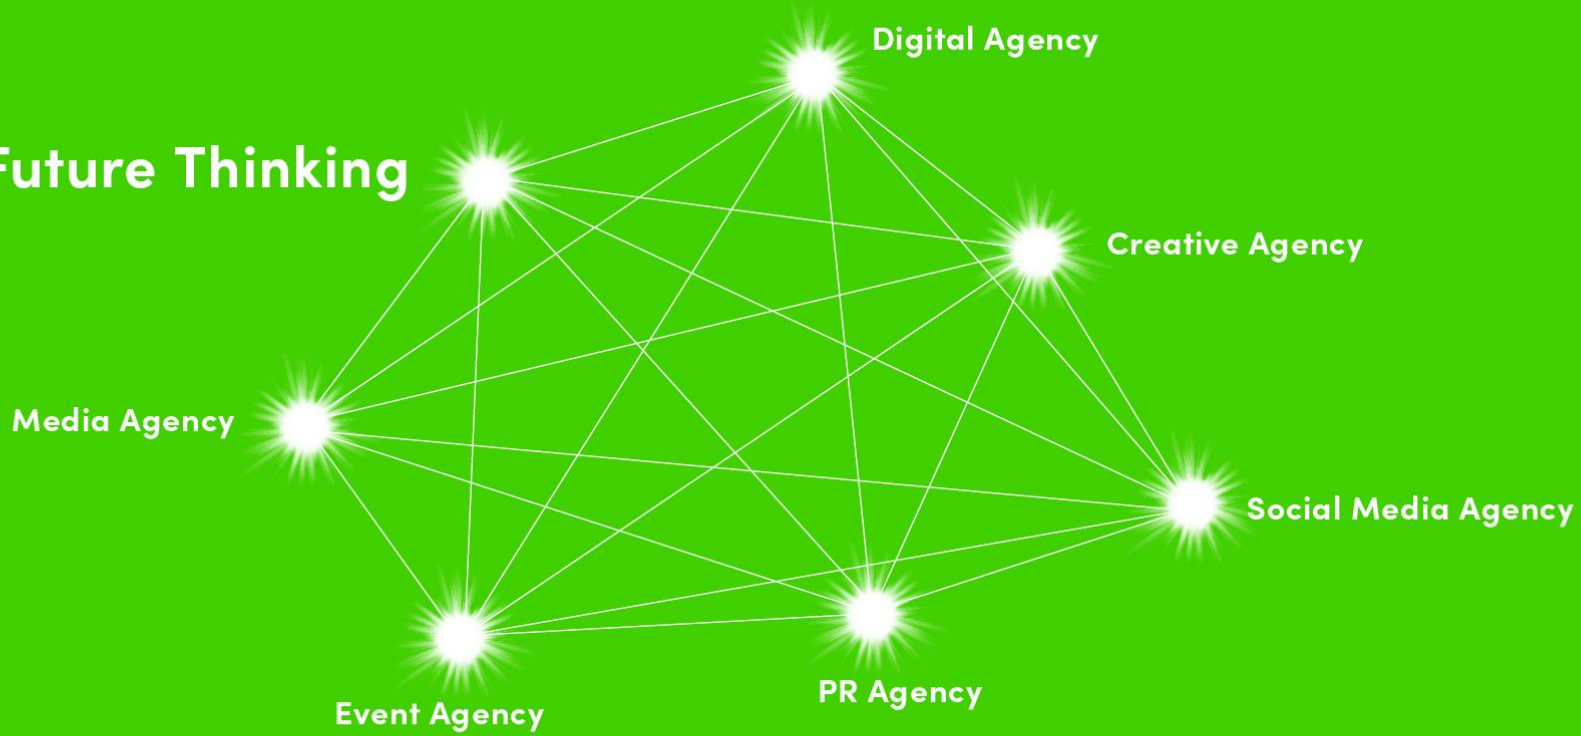 Digital Agency
Future Thinking
Creative Agency
Media Agency
Social Media Agency
PR Agency
Event Agency